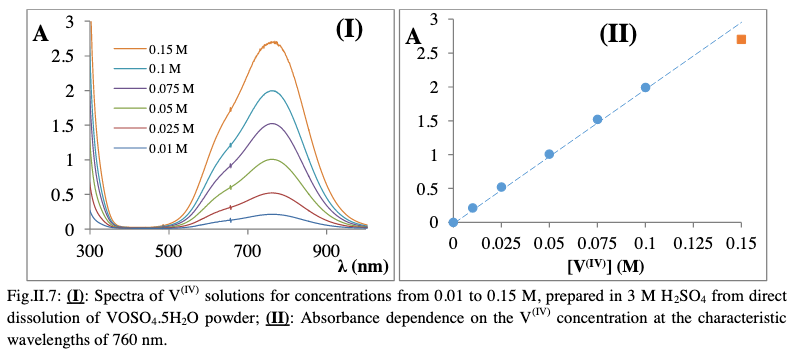 A
(I)
3
2.5
2
1.5
1
0.5
0
0.15 M
0.1 M
0.075 M
0.05 M
0.025 M
0.01 M
300 500 700 900
λ (nm)
A
(II)
3
2.5
2
1.5
1
0.5
0
0 0.025 0.05 0.075 0.1 0.125 0.15
[V(IV)] (M)
Fig.II.7: (I): Spectra of V(IV) solutions for concentrations from 0.01 to 0.15 M, prepared in 3 M H2SO4 from direct
dissolution of VOSO4.5H2O powder; (II): Absorbance dependence on the V(IV) concentration at the characteristic
wavelengths of 760 nm.